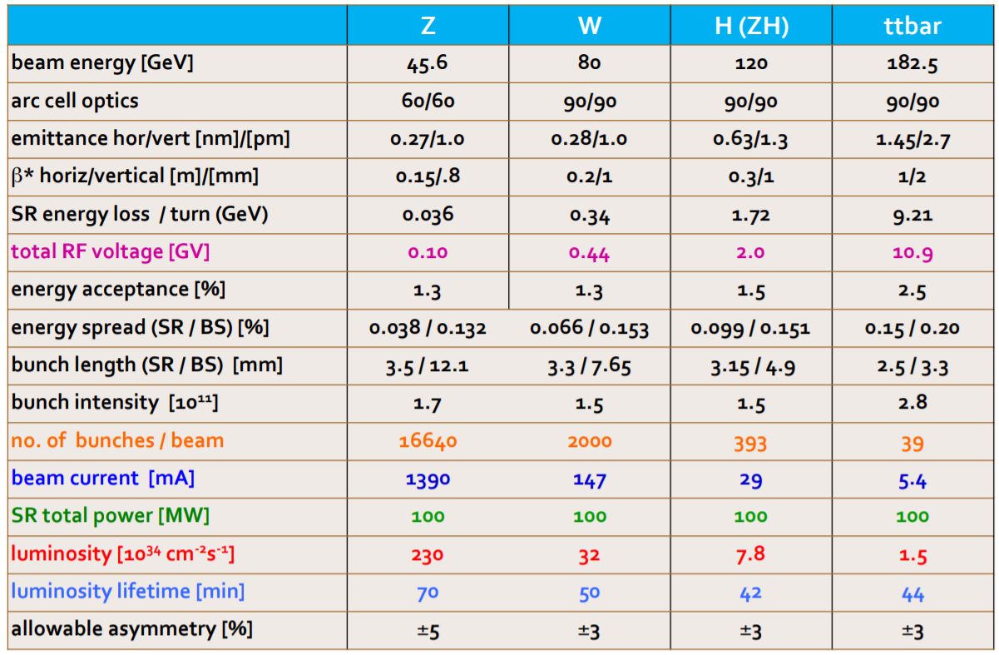 Z W H (ZH) ttbar
beam energy [GeV] 45.6 80 120 182.5
arc cell optics 60/60 90/90 90/90 90/90
emittance hor/vert [nm]/[pm] 0.27/1.0 0.28/1.0 0.63/1.3 1.45/2.7
β* horiz/vertical [m]/[mm] 0.15/.8 0.2/1 0.3/1 1/2
SR energy loss / turn (GeV) 0.036 0.34 1.72 9.21
total RF voltage [GV] 0.10 0.44 2.0 10.9
energy acceptance [%] 1.3 1.3 1.5 2.5
energy spread (SR / BS) [%] 0.038 / 0.132 0.066 / 0.153 0.099 / 0.151 0.15 / 0.20
bunch length (SR / BS) [mm] 3.5 / 12.1 3.3 / 7.65 3.15 / 4.9 2.5 / 3.3
bunch intensity [10¹¹] 1.7 1.5 1.5 2.8
no. of bunches / beam 16640 2000 393 39
beam current [mA] 1390 147 29 5.4
SR total power [MW] 100 100 100 100
luminosity [10³⁴ cm⁻²s⁻¹] 230 32 7.8 1.5
luminosity lifetime [min] 70 50 42 44
allowable asymmetry [%] ±5 ±3 ±3 ±3